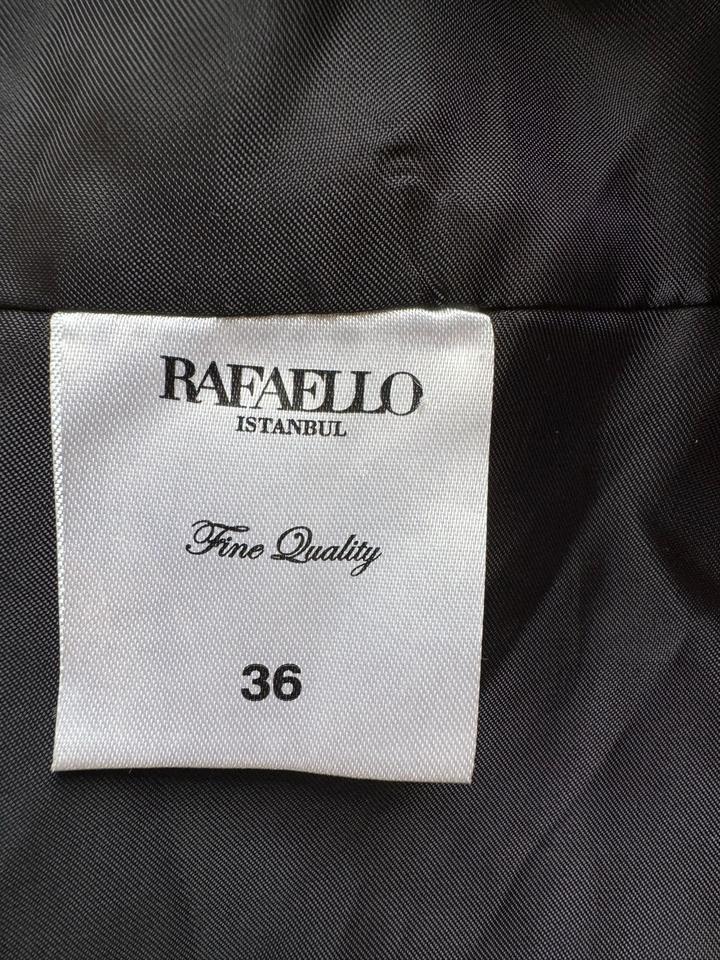 RAFAELLO
ISTANBUL
Fine Quality
36